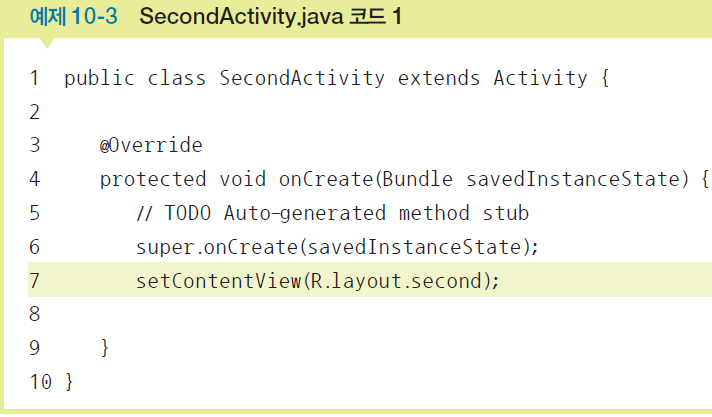 예제 10-3 SecondActivity.java 코드 1
1 public class SecondActivity extends Activity {
2
3 @Override
4 protected void onCreate(Bundle savedInstanceState) {
5 // TODO Auto-generated method stub
6 super.onCreate(savedInstanceState);
7 setContentView(R.layout.second);
8
9 }
10 }